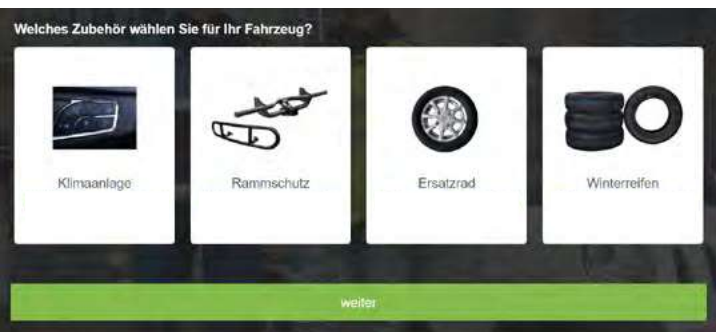 Welches Zubehör wählen Sie für Ihr Fahrzeug?
Klimaanlage
Rammschutz
Ersatzrad
Winterreifen
weiter